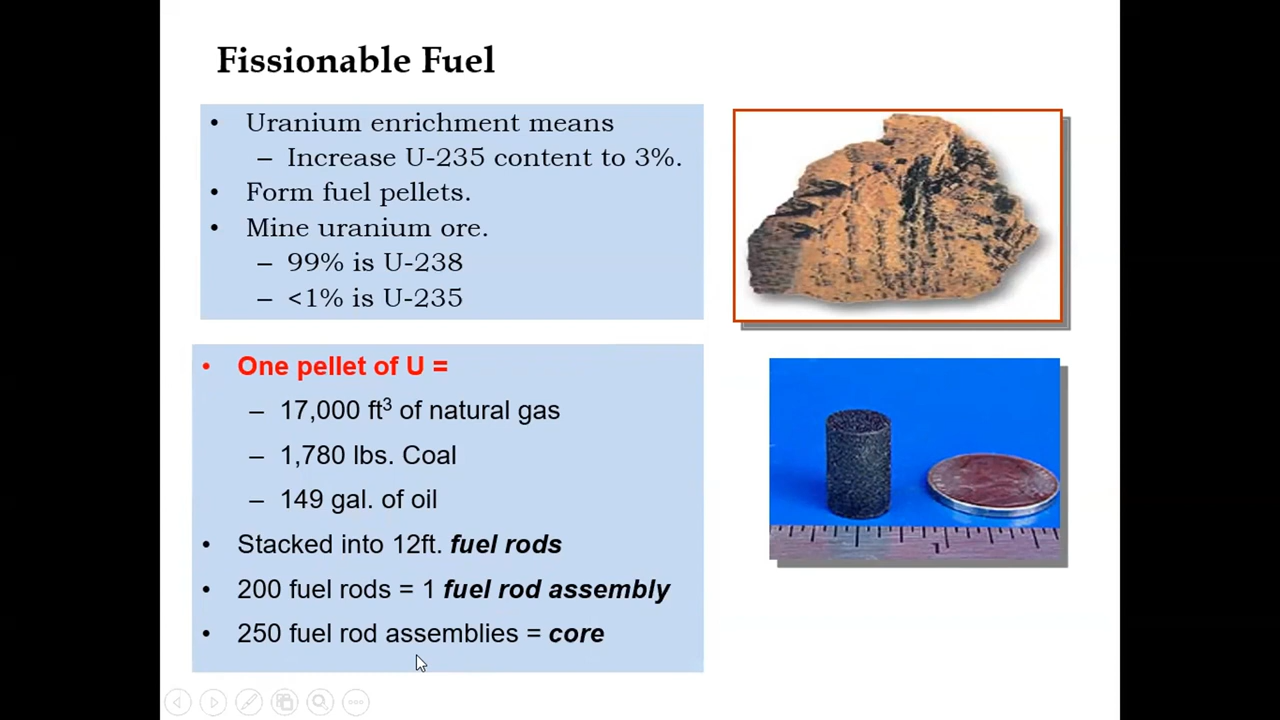 Fissionable Fuel
• Uranium enrichment means
– Increase U-235 content to 3%.
• Form fuel pellets.
• Mine uranium ore.
– 99% is U-238
– <1% is U-235
• One pellet of U =
– 17,000 ft³ of natural gas
– 1,780 lbs. Coal
– 149 gal. of oil
• Stacked into 12ft. fuel rods
• 200 fuel rods = 1 fuel rod assembly
• 250 fuel rod assemblies = core
1